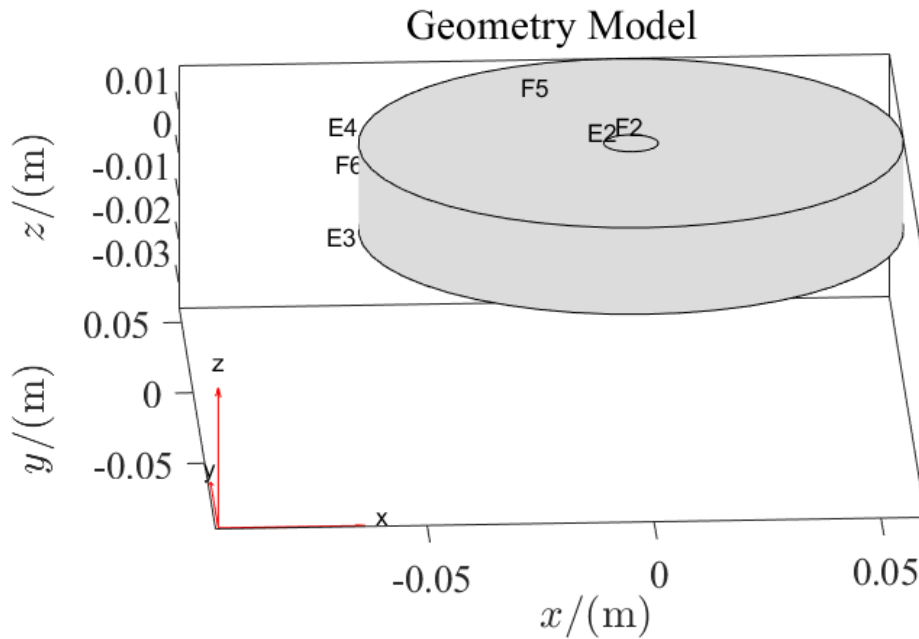 Geometry Model
0.01
0
-0.01
-0.02
-0.03
z/(m)
F5
E4
E2
F2
F6
E3
0.05
0
-0.05
y/(m)
z
y
x
-0.05
0
0.05
x/(m)